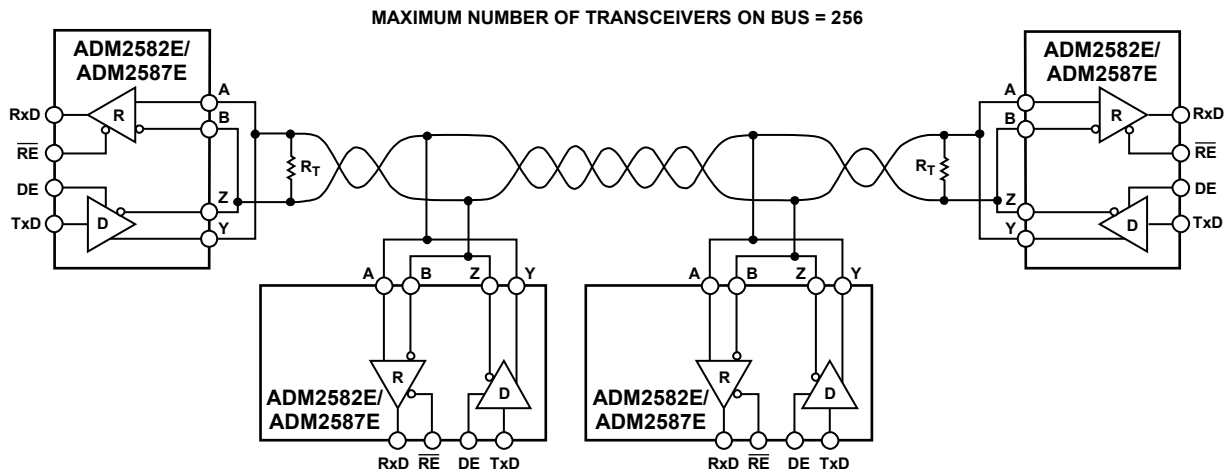 MAXIMUM NUMBER OF TRANSCEIVERS ON BUS = 256
ADM2582E/
ADM2587E
A
RxD
R
B
RE
DE
Z
TxD
D
Y
RT
RT
ADM2582E/
ADM2587E
A
R
RxD
B
RE
DE
Z
D
TxD
Y
A B Z Y
R
D
ADM2582E/
ADM2587E
RxD RE DE TxD
A B Z Y
R
D
ADM2582E/
ADM2587E
RxD RE DE TxD